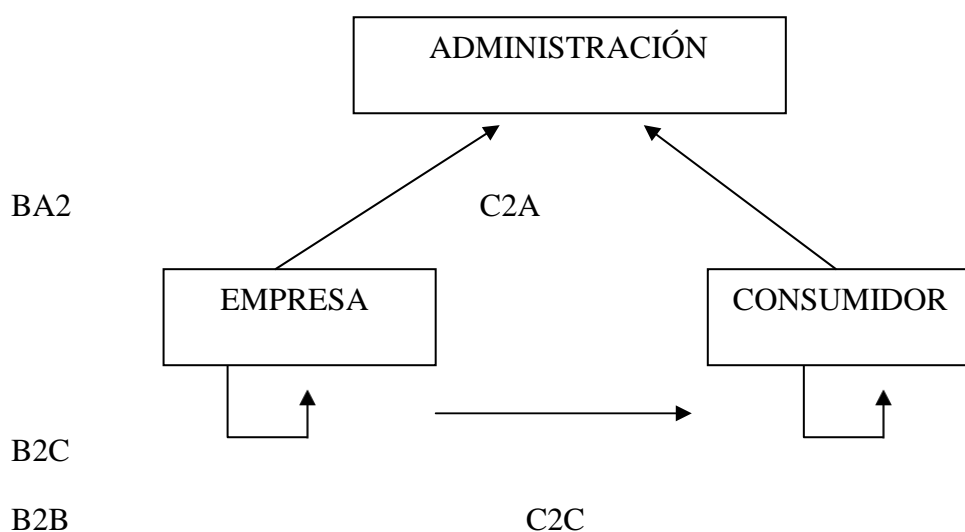 ADMINISTRACIÓN
BA2 C2A
EMPRESA CONSUMIDOR
B2C
B2B C2C